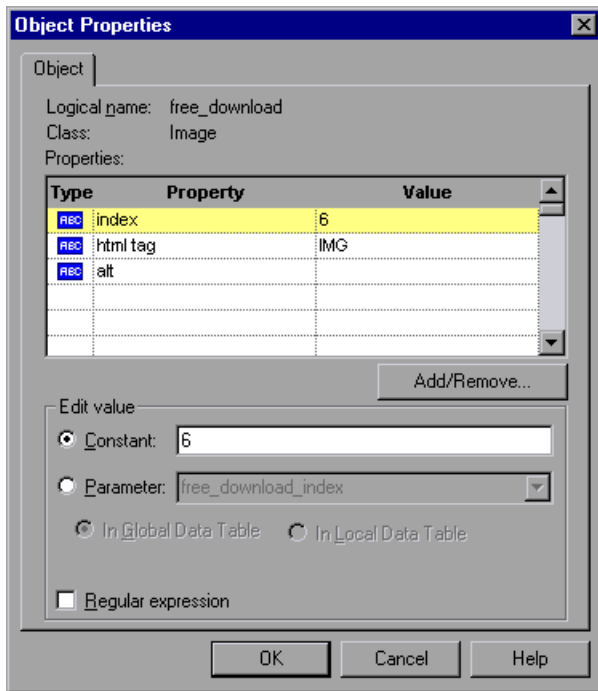 Object Properties
Object
Logical name: free_download
Class: Image
Properties:
Type Property Value
ABC index 6
ABC html tag IMG
ABC alt
Add/Remove...
Edit value
Constant: 6
Parameter: free_download_index
In Global Data Table In Local Data Table
Regular expression
OK Cancel Help